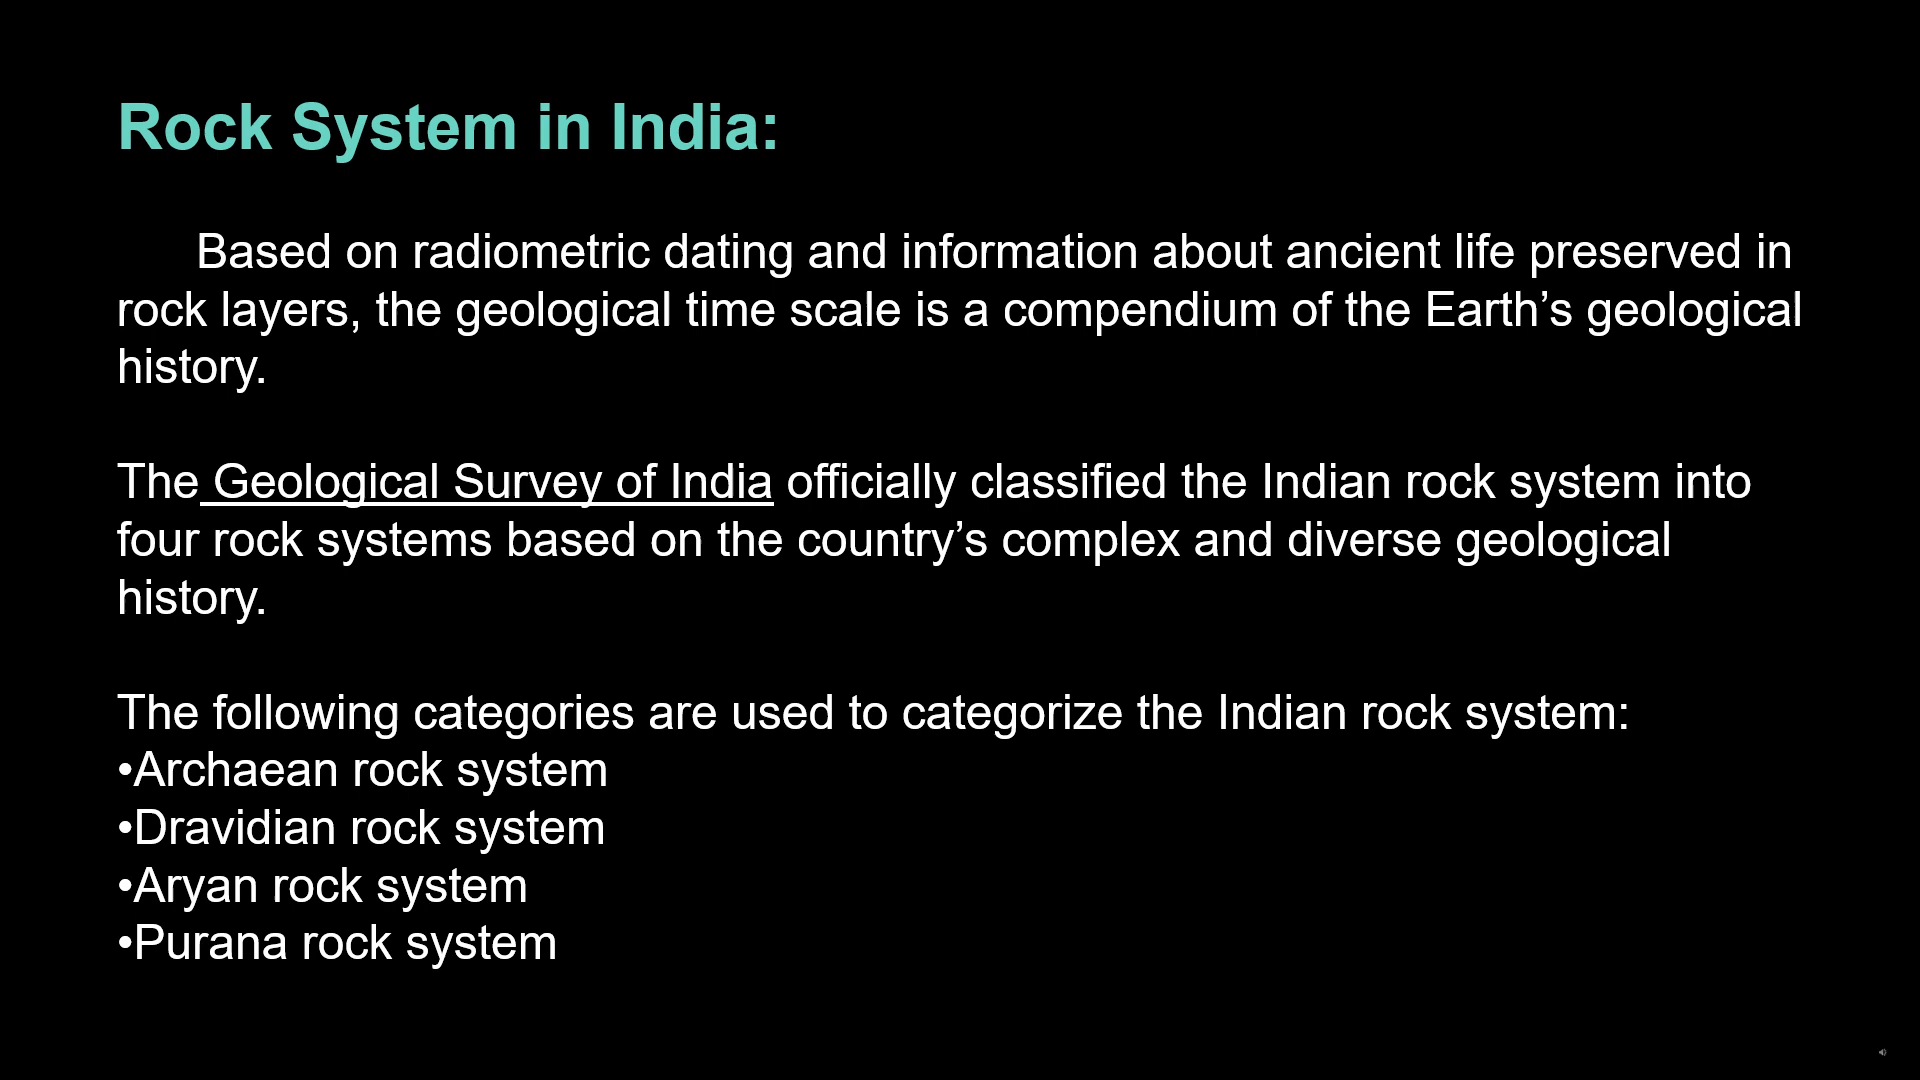 Rock System in India:
Based on radiometric dating and information about ancient life preserved in
rock layers, the geological time scale is a compendium of the Earth’s geological
history.
The Geological Survey of India officially classified the Indian rock system into
four rock systems based on the country’s complex and diverse geological
history.
The following categories are used to categorize the Indian rock system:
•Archaean rock system
•Dravidian rock system
•Aryan rock system
•Purana rock system